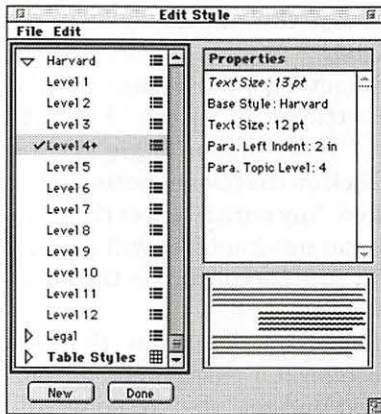 Edit Style
File Edit
Harvard
Level 1
Level 2
Level 3
✓Level 4+
Level 5
Level 6
Level 7
Level 8
Level 9
Level 10
Level 11
Level 12
Legal
Table Styles
Properties
Text Size: 13 pt
Base Style: Harvard
Text Size: 12 pt
Para. Left Indent: 2 in
Para. Topic Level: 4
New
Done